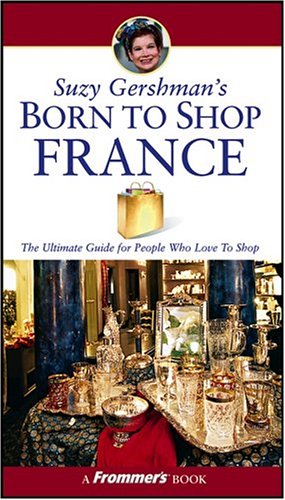 Suzy Gershman's
BORN TO SHOP
FRANCE
The Ultimate Guide for People Who Love To Shop
A Frommer's BOOK